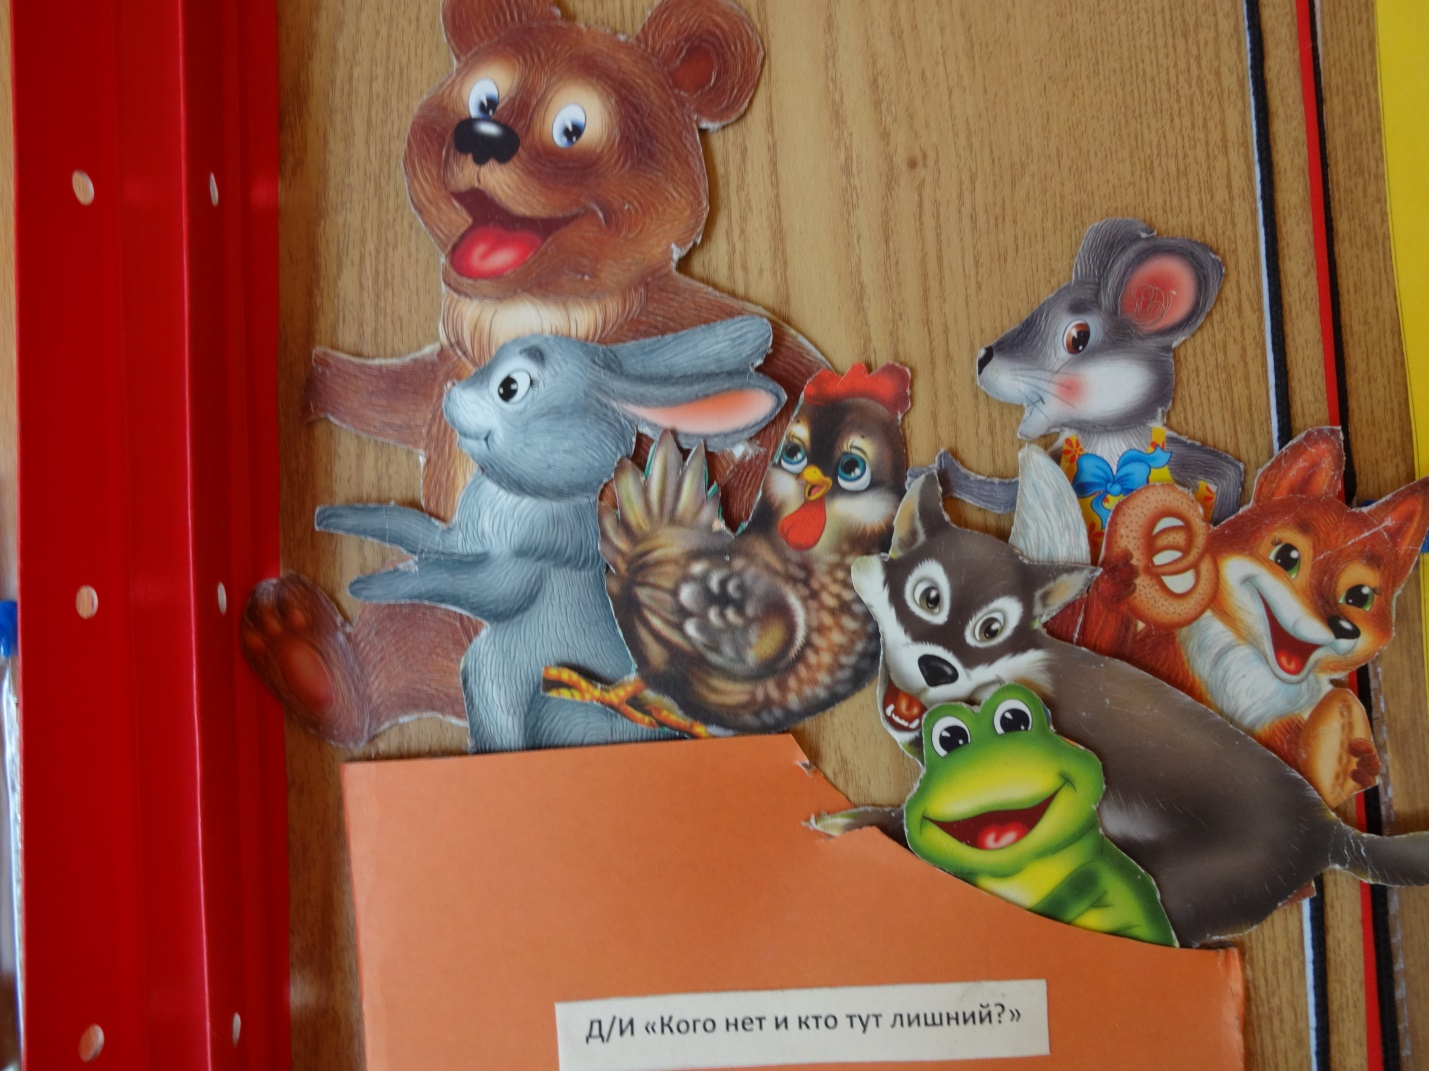 Д/И «Кого нет и кто тут лишний?»